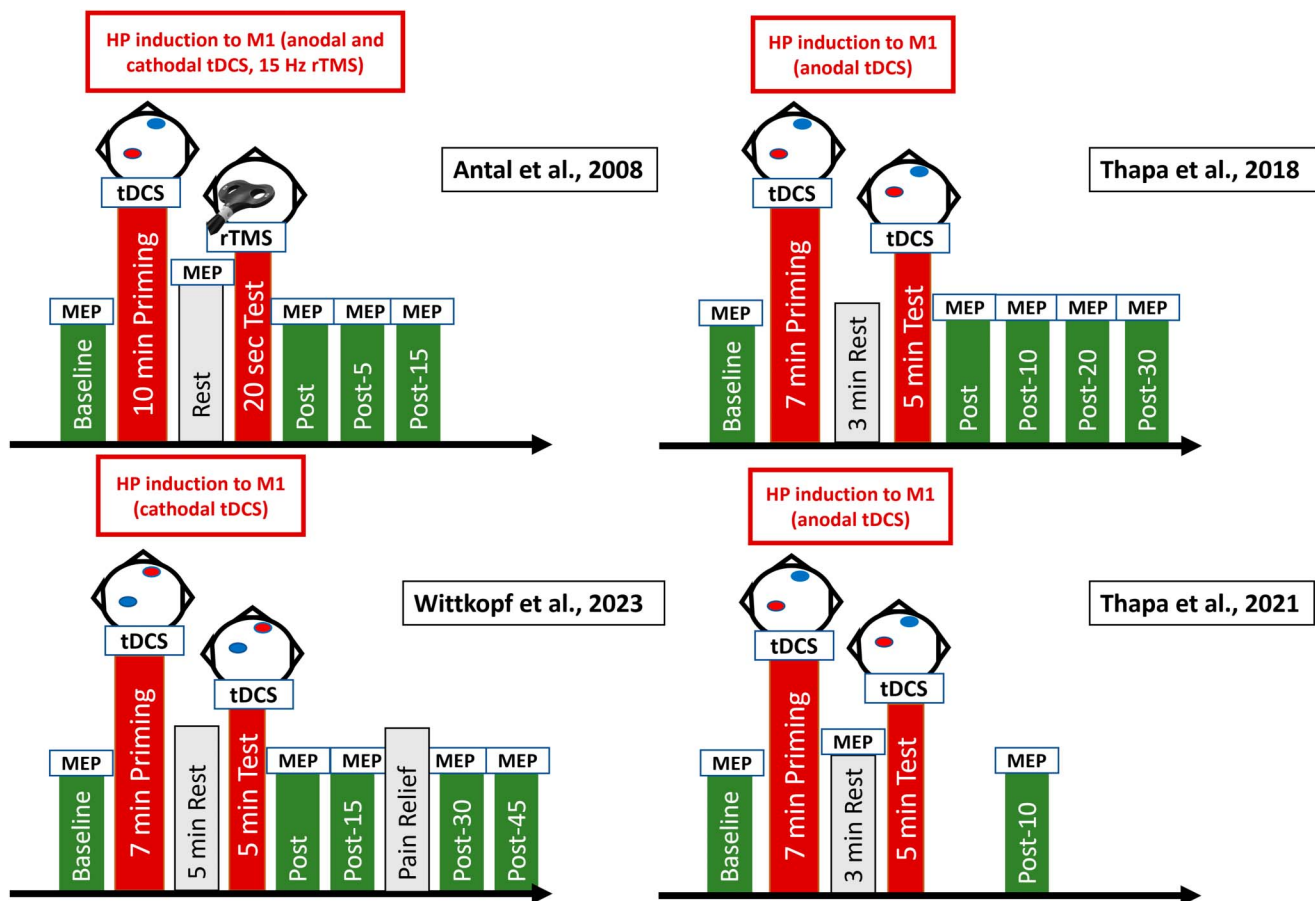 HP induction to M1 (anodal and
cathodal tDCS, 15 Hz rTMS)
Antal et al., 2008
tDCS
rTMS
MEP
MEP
MEP
MEP
MEP
Baseline
10 min Priming
Rest
20 sec Test
Post
Post-5
Post-15
HP induction to M1
(anodal tDCS)
Thapa et al., 2018
tDCS
tDCS
MEP
MEP
MEP
MEP
MEP
Baseline
7 min Priming
3 min Rest
5 min Test
Post
Post-10
Post-20
Post-30
HP induction to M1
(cathodal tDCS)
Wittkopf et al., 2023
tDCS
tDCS
MEP
MEP
MEP
MEP
MEP
Baseline
7 min Priming
5 min Rest
5 min Test
Post
Post-15
Pain Relief
Post-30
Post-45
HP induction to M1
(anodal tDCS)
Thapa et al., 2021
tDCS
tDCS
MEP
MEP
MEP
Baseline
7 min Priming
3 min Rest
5 min Test
Post-10